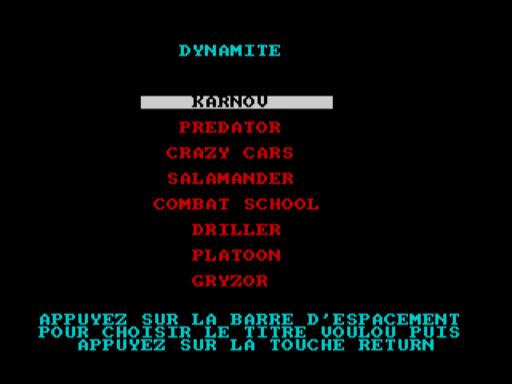 DYNAMITE
KARNOV
PREDATOR
CRAZY CARS
SALAMANDER
COMBAT SCHOOL
DRILLER
PLATOON
GRYZOR
APPUYEZ SUR LA BARRE D'ESPACEMENT
POUR CHOISIR LE TITRE VOULOU PUIS
APPUYEZ SUR LA TOUCHE RETURN